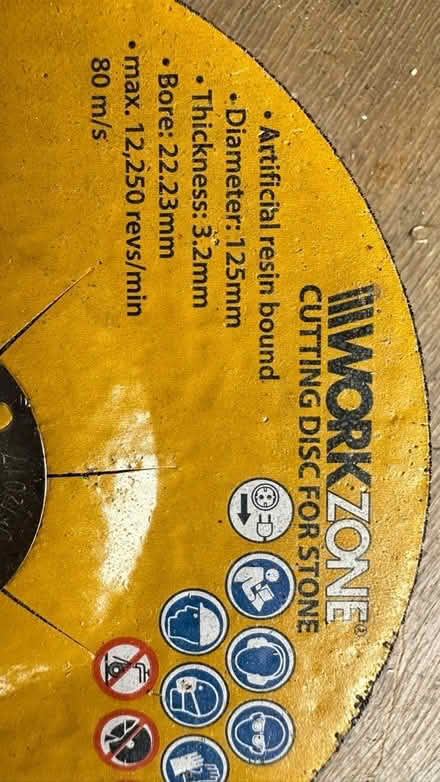 WORKZONE®
CUTTING DISC FOR STONE
• Artificial resin bound
• Diameter: 125mm
• Thickness: 3.2mm
• Bore: 22.23mm
• max. 12,250 revs/min
80 m/s